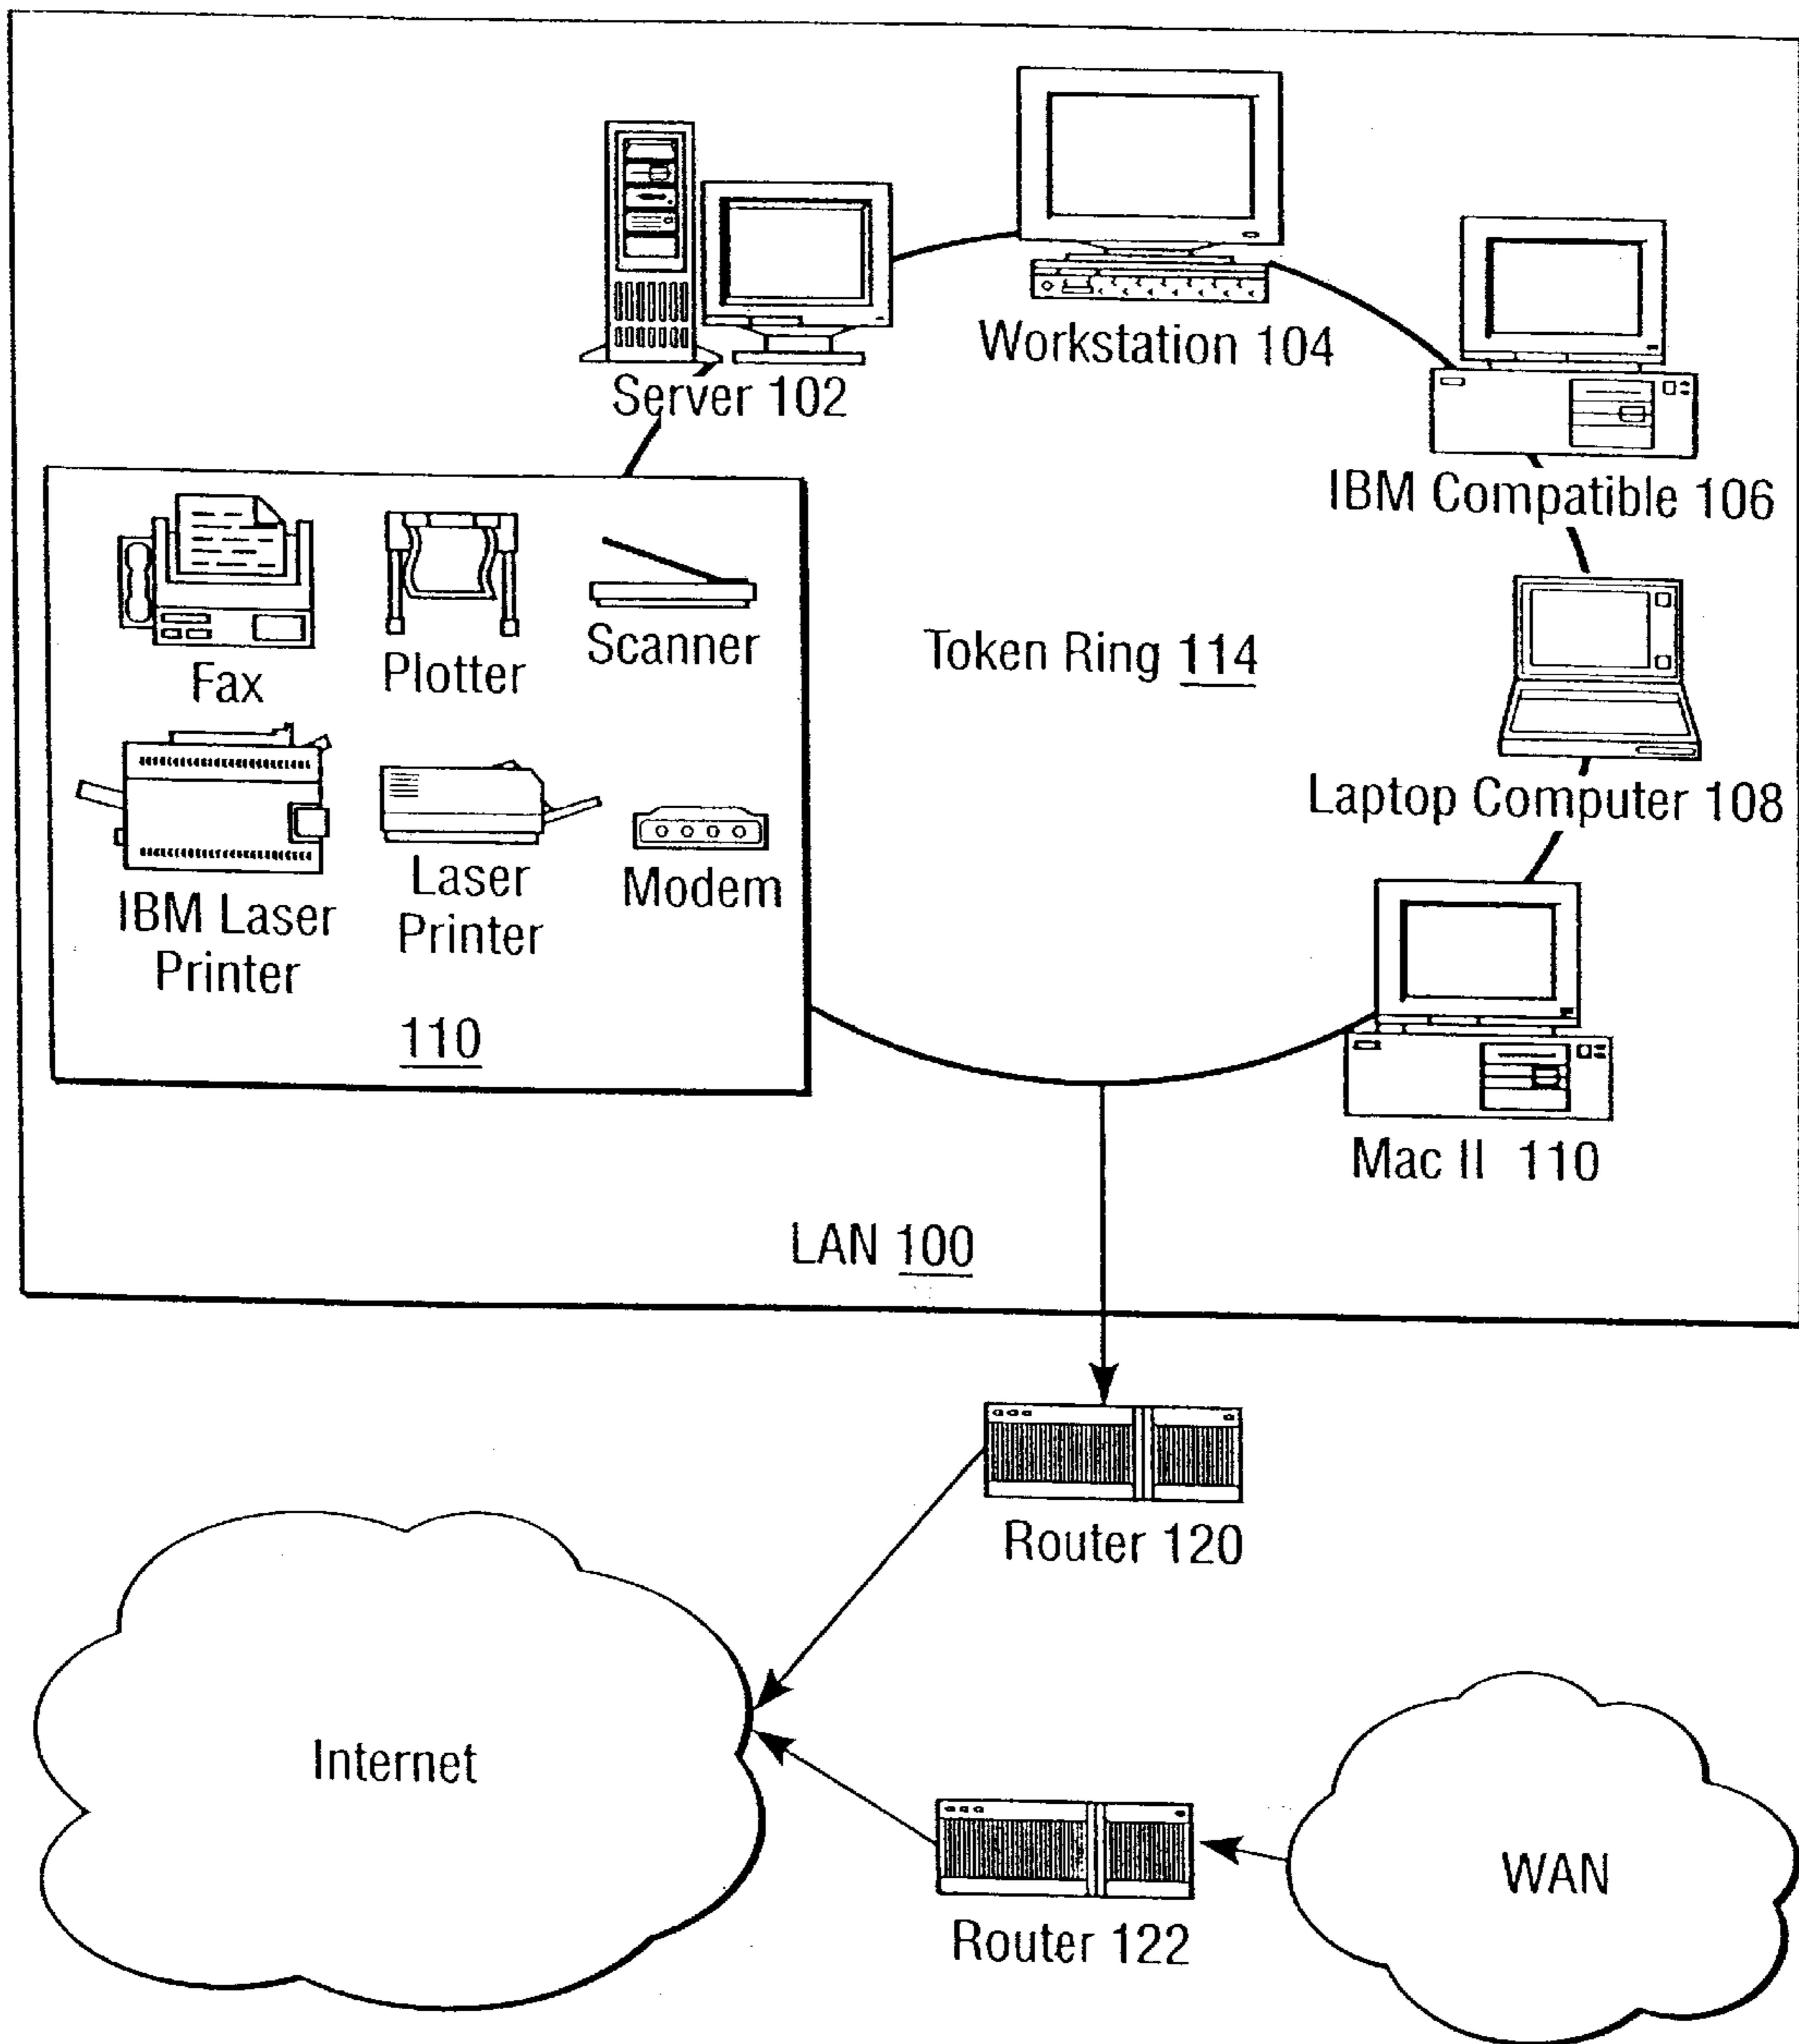 Server 102
Workstation 104
IBM Compatible 106
Fax
Plotter
Scanner
Token Ring 114
IBM Laser
Printer
Laser
Printer
Modem
Laptop Computer 108
110
Mac II 110
LAN 100
Router 120
Internet
Router 122
WAN